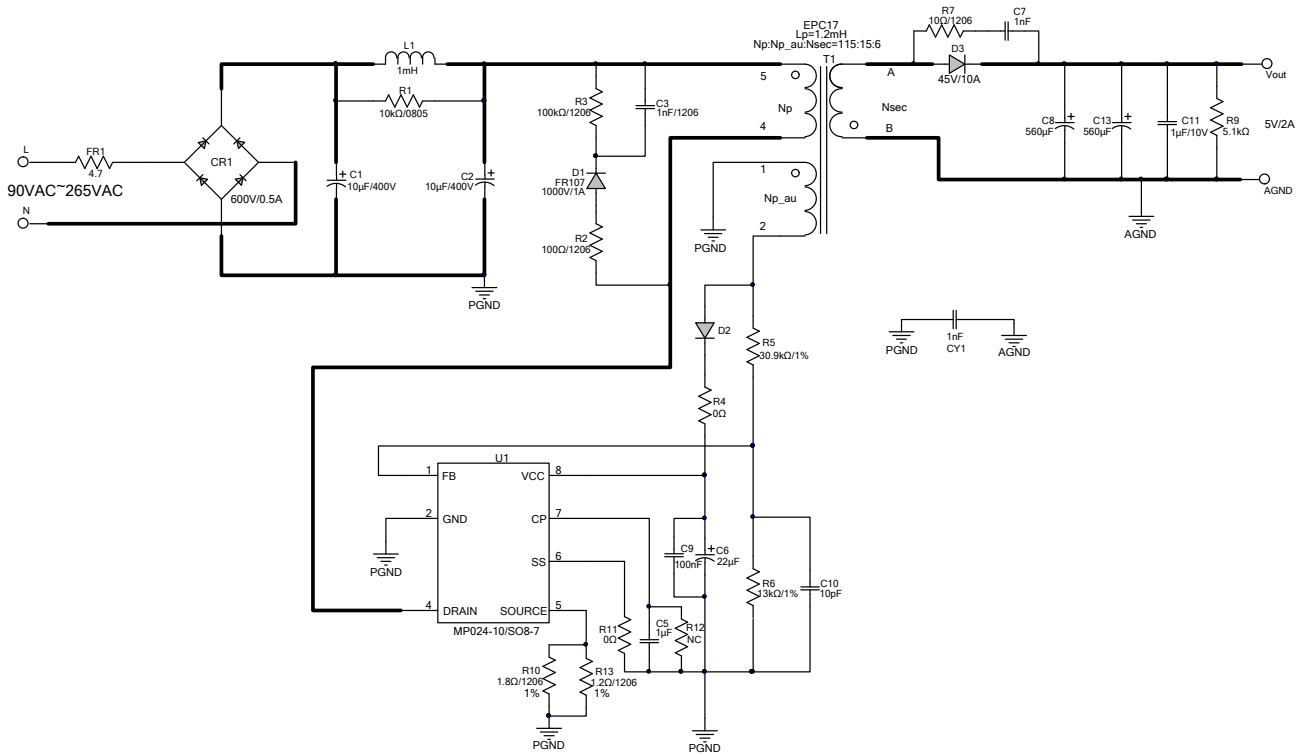 EPC17
Lp=1.2mH
Np:Np_au:Nsec=115:15:6
T1
R7
10Ω/1206
C7
1nF
D3
45V/10A
L1
1mH
R1
10kΩ/0805
R3
100kΩ/1206
C3
1nF/1206
5
Np
4
A
Nsec
B
Vout
C8
560µF
+
C13
560µF
+
C11
1µF/10V
R9
5.1kΩ
5V/2A
AGND
AGND
L
FR1
4.7
90VAC~265VAC
N
CR1
600V/0.5A
+
C1
10µF/400V
C2
10µF/400V
+
PGND
D1
FR107
1000V/1A
R2
100Ω/1206
1
Np_au
2
PGND
D2
R5
30.9kΩ/1%
PGND
1nF
CY1
AGND
R4
0Ω
U1
1
FB
VCC
8
2
GND
CP
7
PGND
SS
6
4
DRAIN
SOURCE
5
MP024-10/SO8-7
C9
100nF
+
C6
22µF
R6
13kΩ/1%
C10
10pF
R11
0Ω
C5
1µF
R12
NC
R10
1.8Ω/1206
1%
R13
1.2Ω/1206
1%
PGND
PGND